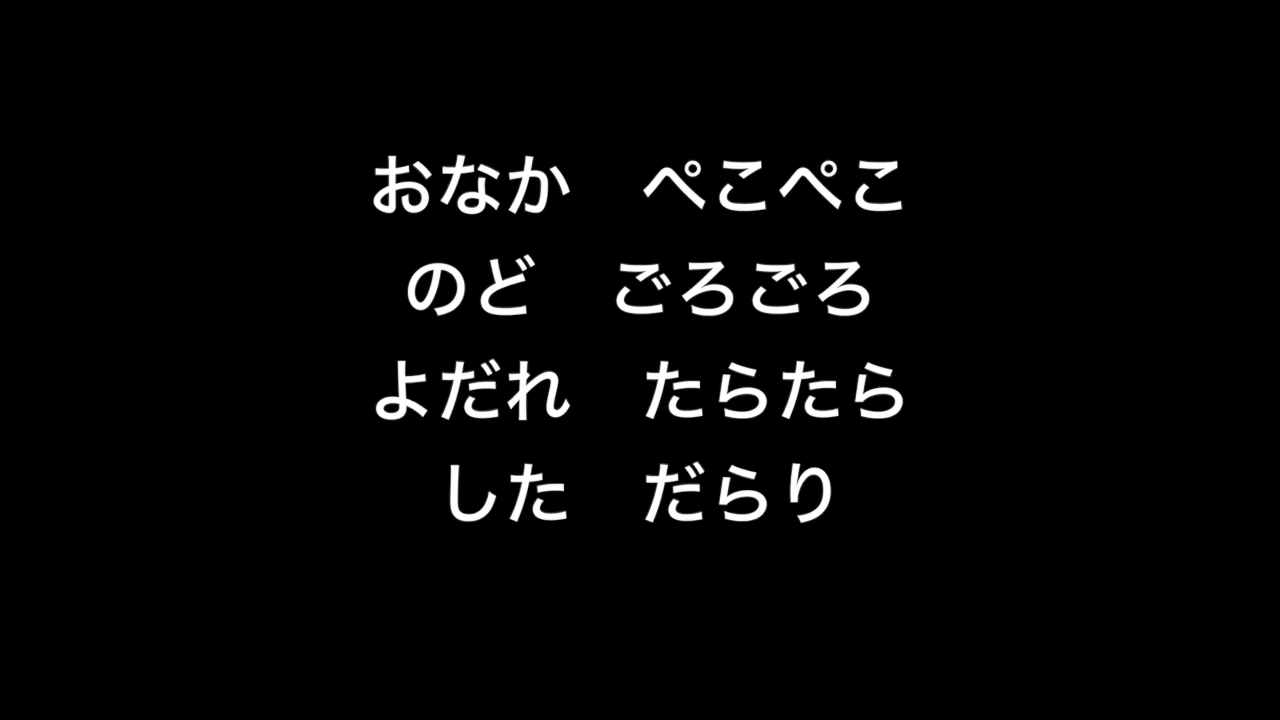 おなか　ぺこぺこ
のど　ごろごろ
よだれ　たらたら
した　だらり